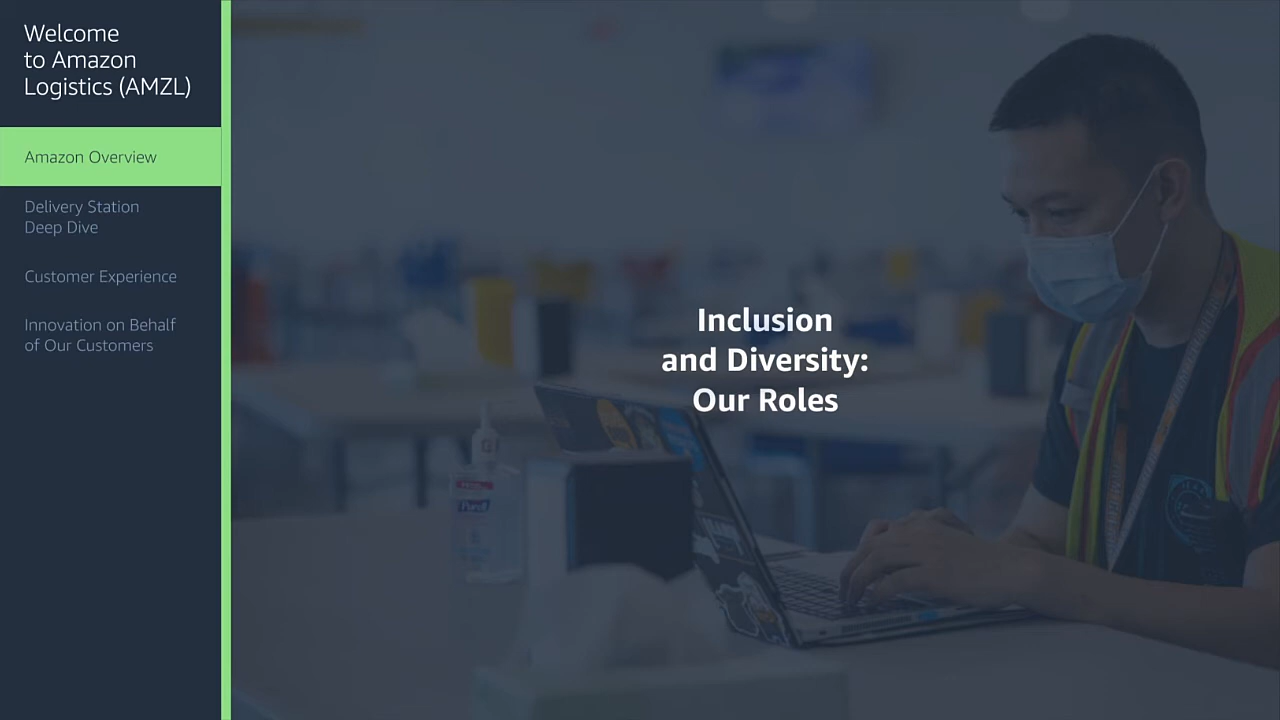 Welcome
to Amazon
Logistics (AMZL)
Amazon Overview
Delivery Station
Deep Dive
Customer Experience
Innovation on Behalf
of Our Customers
Inclusion
and Diversity:
Our Roles
Purell